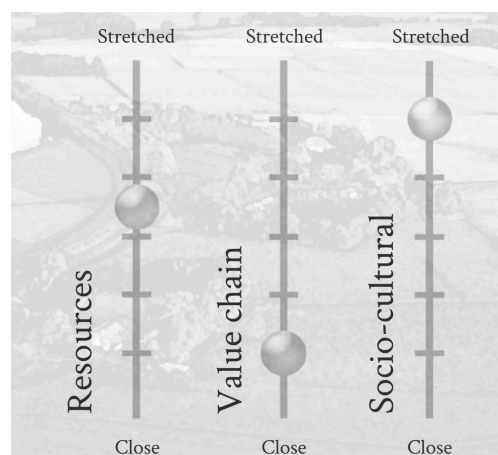 Stretched
Stretched
Stretched
Resources
Value chain
Socio-cultural
Close
Close
Close